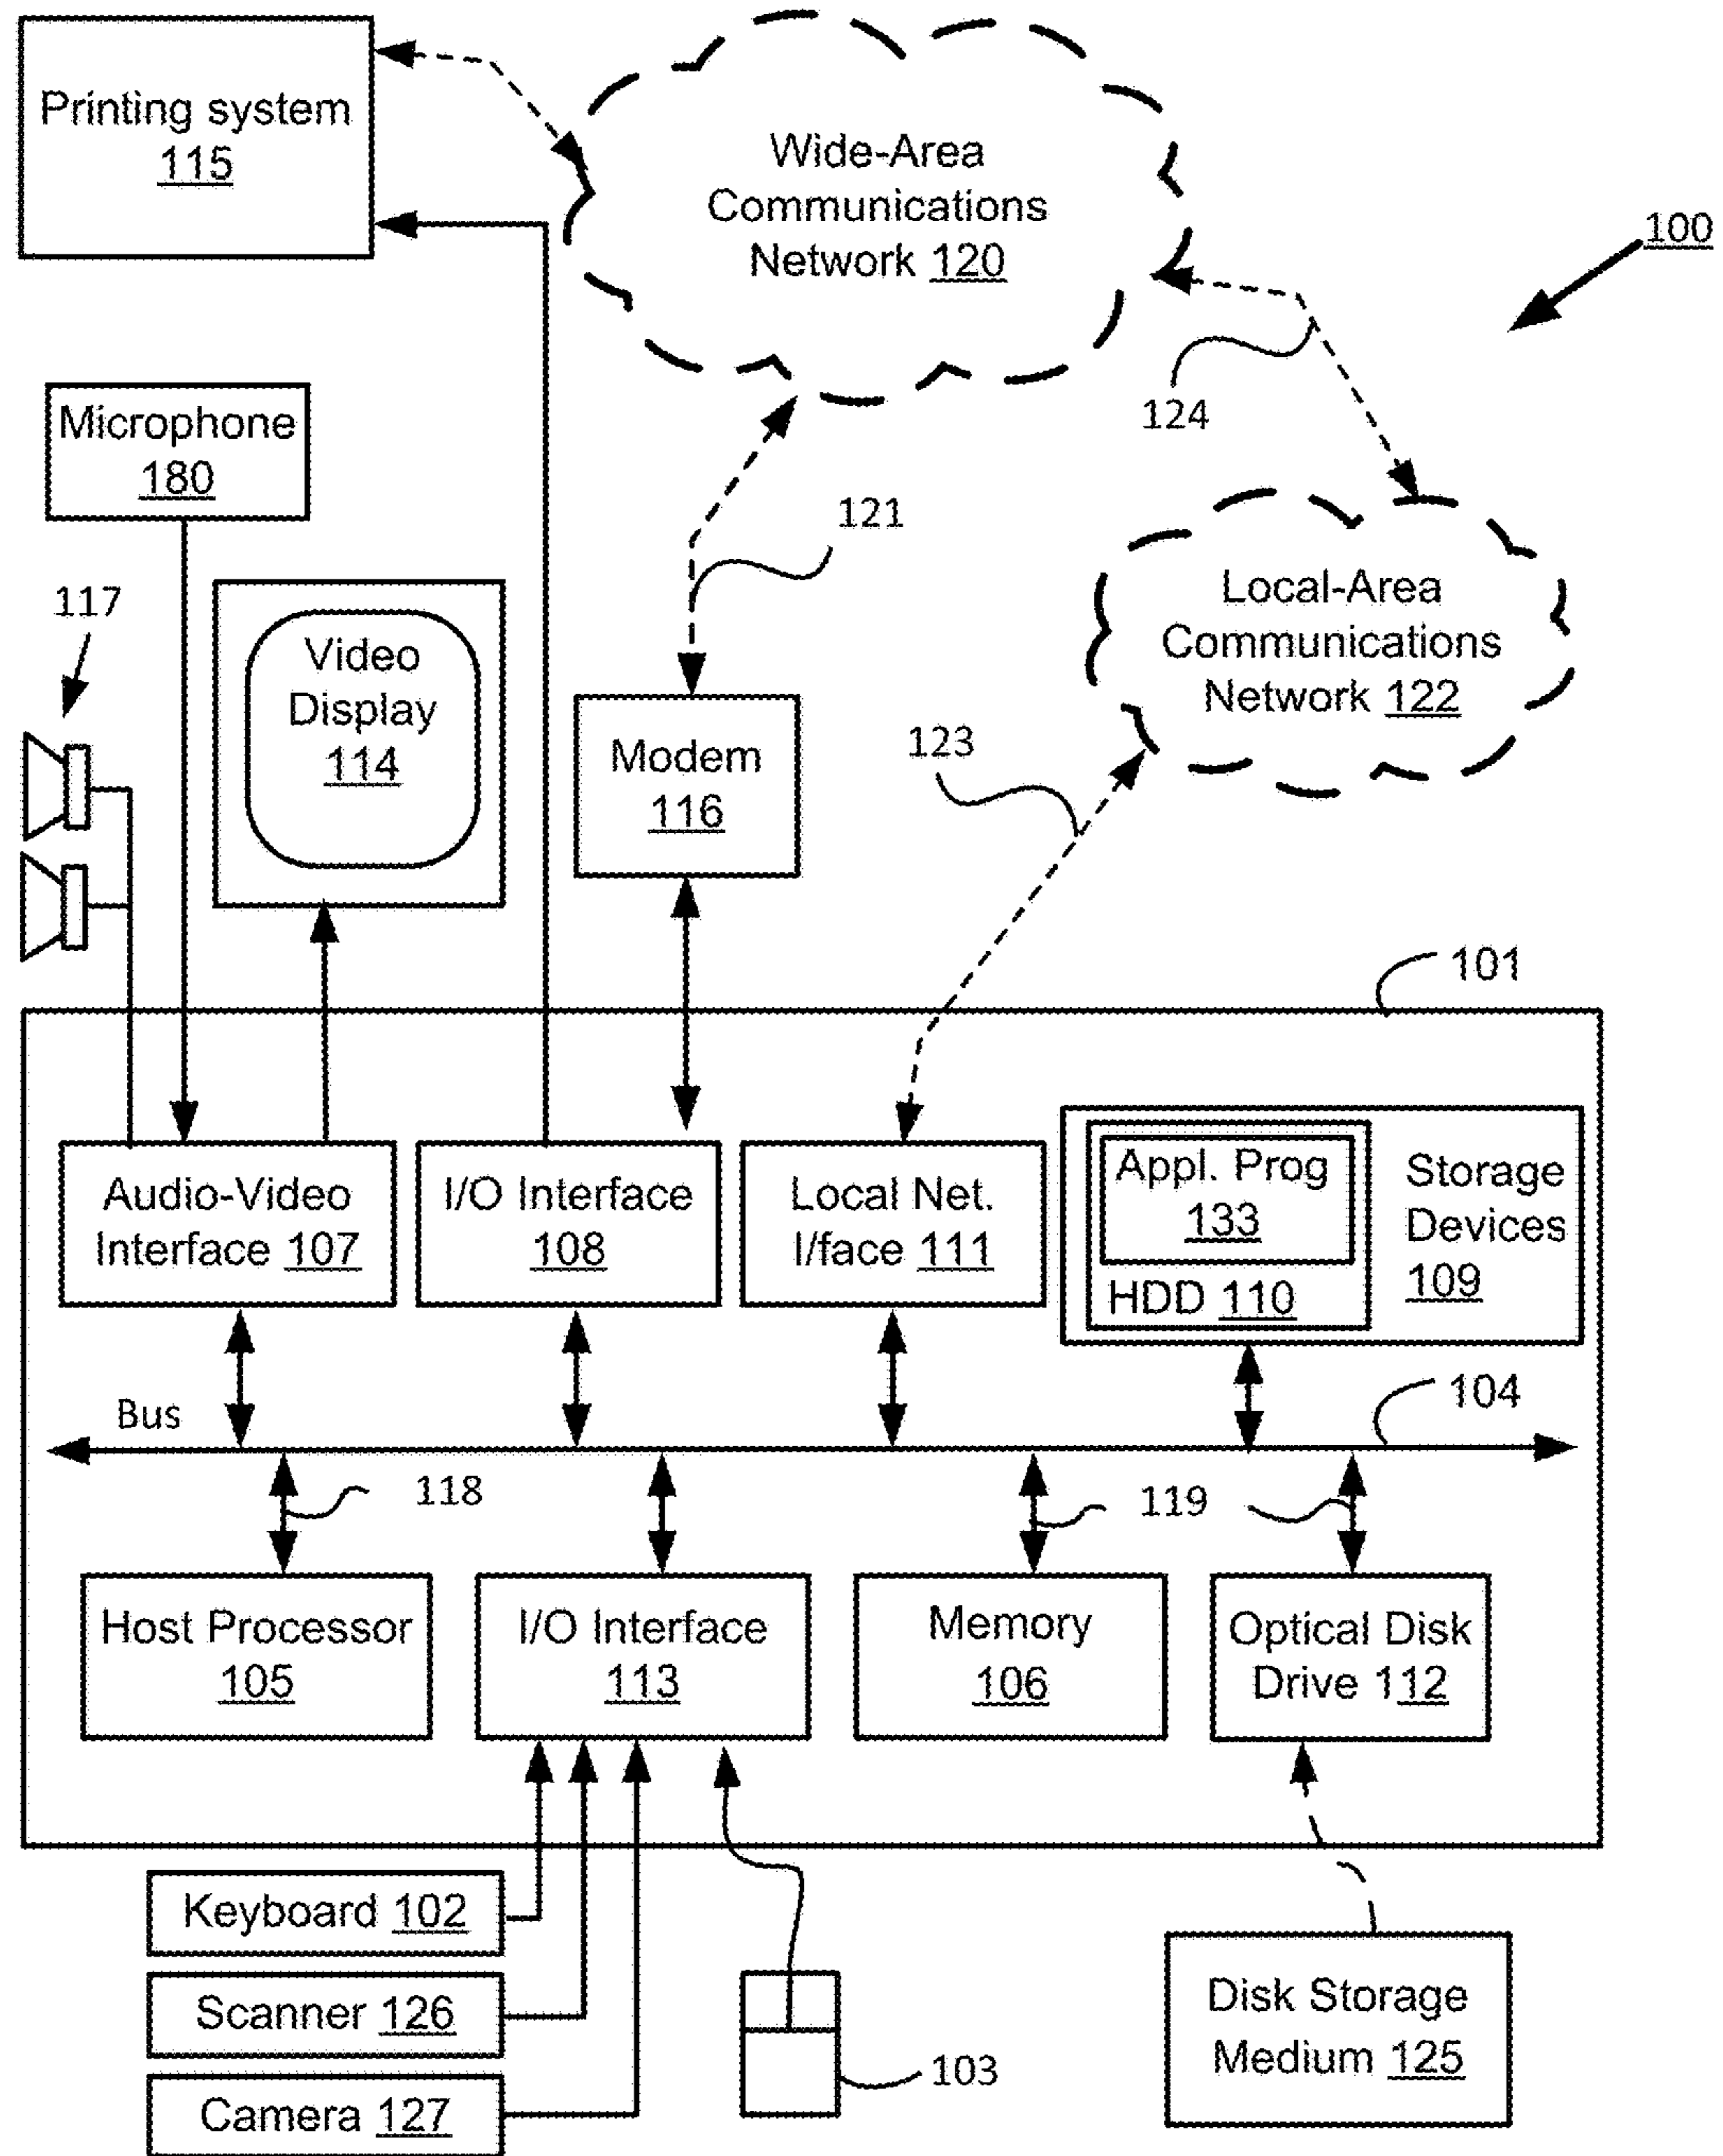 Printing system
115
Wide-Area
Communications
Network 120
100
Microphone
180
124
121
117
Video
Display
114
Local-Area
Communications
Network 122
Modem
116
123
101
Audio-Video
Interface 107
I/O Interface
108
Local Net.
I/face 111
Appl. Prog
133
HDD 110
Storage
Devices
109
Bus
104
118
119
Host Processor
105
I/O Interface
113
Memory
106
Optical Disk
Drive 112
Keyboard 102
Scanner 126
Camera 127
103
Disk Storage
Medium 125